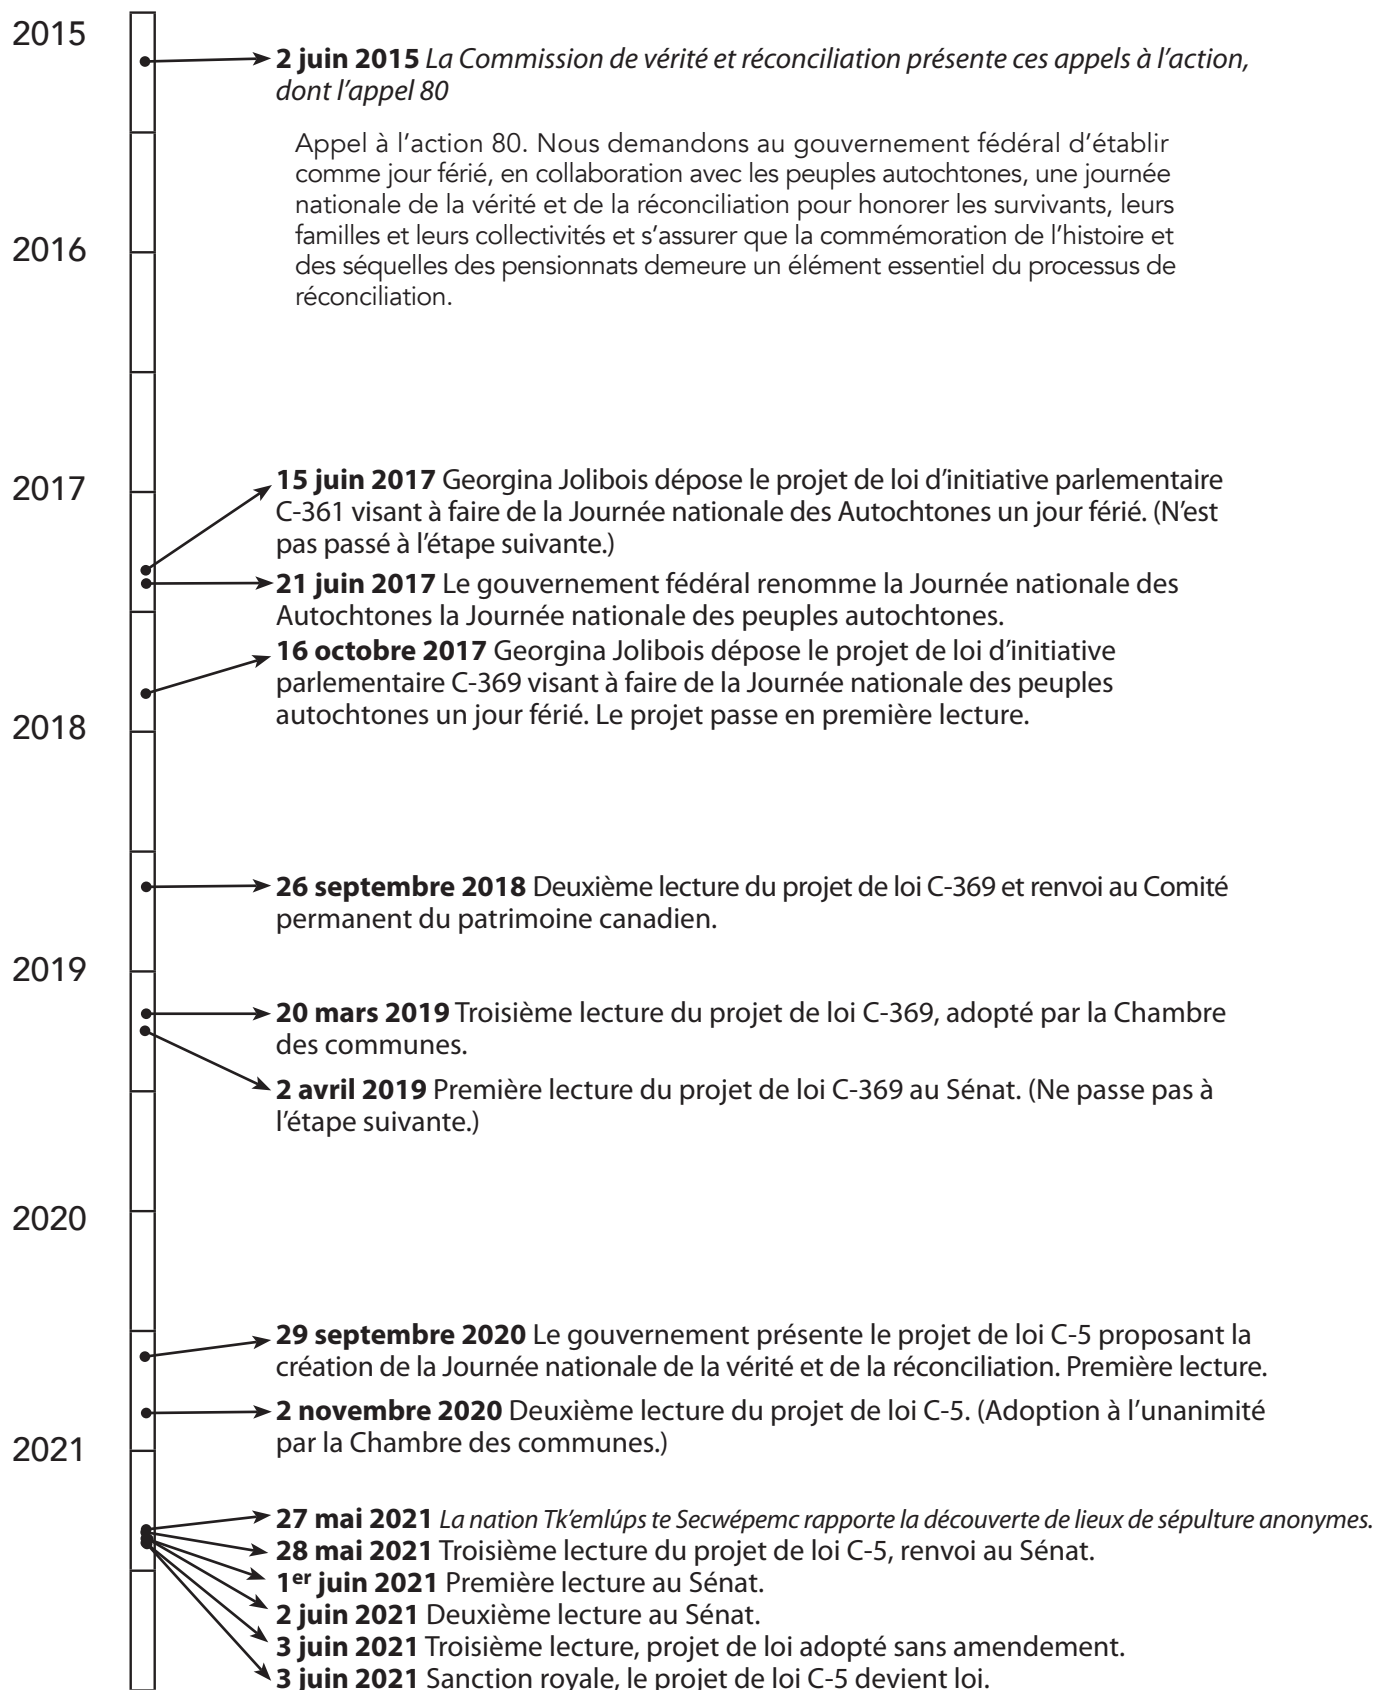 2015
2 juin 2015 La Commission de vérité et réconciliation présente ces appels à l'action,
dont l'appel 80
Appel à l'action 80. Nous demandons au gouvernement fédéral d'établir
comme jour férié, en collaboration avec les peuples autochtones, une journée
nationale de la vérité et de la réconciliation pour honorer les survivants, leurs
familles et leurs collectivités et s'assurer que la commémoration de l'histoire et
des séquelles des pensionnats demeure un élément essentiel du processus de
réconciliation.
2016
2017
15 juin 2017 Georgina Jolibois dépose le projet de loi d'initiative parlementaire
C-361 visant à faire de la Journée nationale des Autochtones un jour férié. (N'est
pas passé à l'étape suivante.)
21 juin 2017 Le gouvernement fédéral renomme la Journée nationale des
Autochtones la Journée nationale des peuples autochtones.
16 octobre 2017 Georgina Jolibois dépose le projet de loi d'initiative
parlementaire C-369 visant à faire de la Journée nationale des peuples
autochtones un jour férié. Le projet passe en première lecture.
2018
26 septembre 2018 Deuxième lecture du projet de loi C-369 et renvoi au Comité
permanent du patrimoine canadien.
2019
20 mars 2019 Troisième lecture du projet de loi C-369, adopté par la Chambre
des communes.
2 avril 2019 Première lecture du projet de loi C-369 au Sénat. (Ne passe pas à
l'étape suivante.)
2020
29 septembre 2020 Le gouvernement présente le projet de loi C-5 proposant la
création de la Journée nationale de la vérité et de la réconciliation. Première lecture.
2 novembre 2020 Deuxième lecture du projet de loi C-5. (Adoption à l'unanimité
par la Chambre des communes.)
2021
27 mai 2021 La nation Tk'emlúps te Secwépemc rapporte la découverte de lieux de sépulture anonymes.
28 mai 2021 Troisième lecture du projet de loi C-5, renvoi au Sénat.
1er juin 2021 Première lecture au Sénat.
2 juin 2021 Deuxième lecture au Sénat.
3 juin 2021 Troisième lecture, projet de loi adopté sans amendement.
3 juin 2021 Sanction royale, le projet de loi C-5 devient loi.